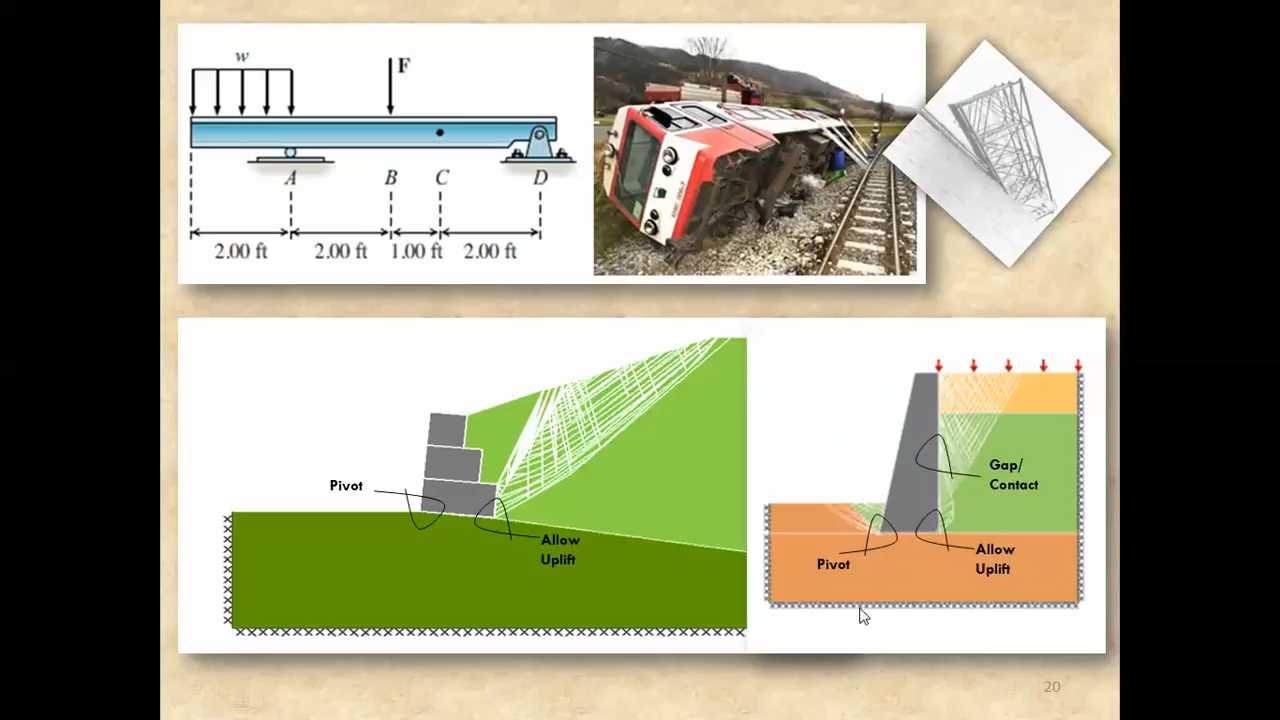 w
F
A B C D
2.00 ft 2.00 ft 1.00 ft 2.00 ft
Pivot
Allow
Uplift
Gap/
Contact
Pivot
Allow
Uplift
20